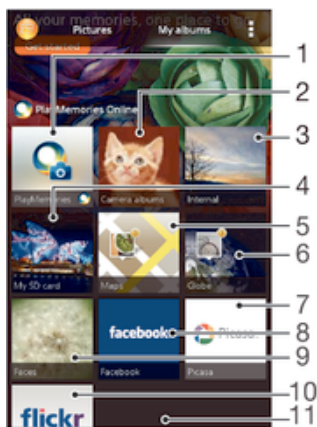 All your memories, one place to
Pictures My albums
Get started
PlayMemories Online
1
2
3
PlayMemories
Camera albums
Internal
4
5
6
My SD card
Maps
Globe
7
facebook
Picasa
8
9
Faces
Facebook
Picasa
10
flickr
11